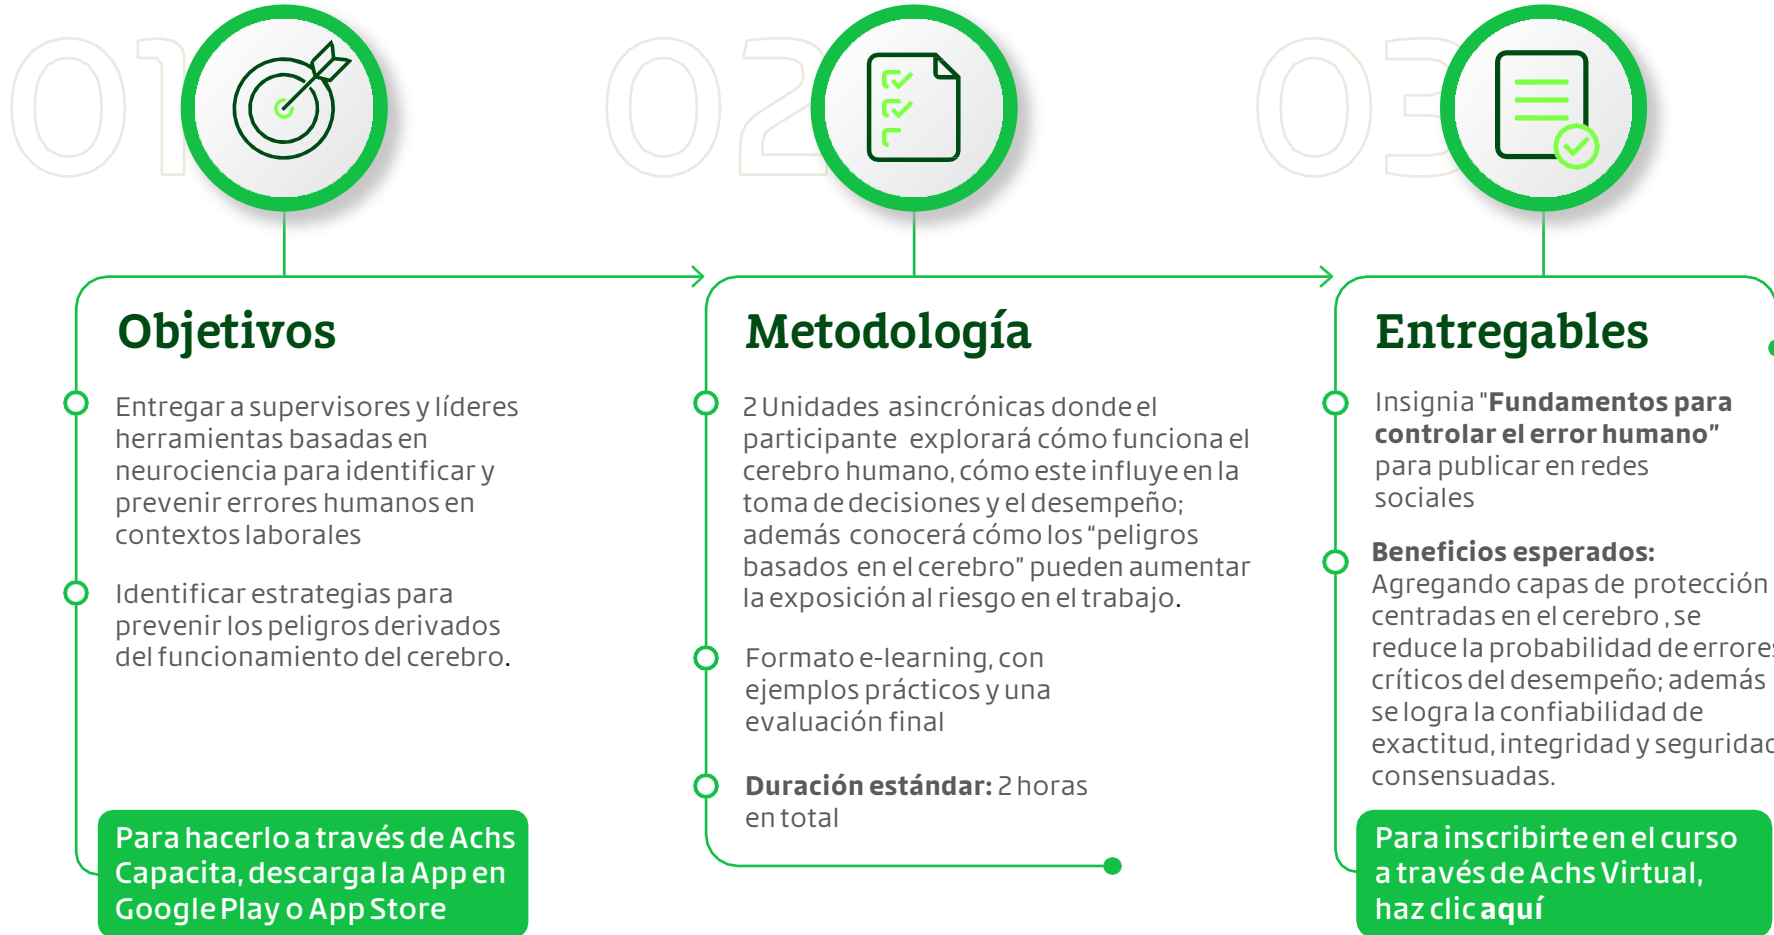 01
Objetivos
Entregar a supervisores y líderes
herramientas basadas en
neurociencia para identificar y
prevenir errores humanos en
contextos laborales
Identificar estrategias para
prevenir los peligros derivados
del funcionamiento del cerebro.
Para hacerlo a través de Achs
Capacita, descarga la App en
Google Play o App Store
02
Metodología
2 Unidades asincrónicas donde el
participante explorará cómo funciona el
cerebro humano, cómo este influye en la
toma de decisiones y el desempeño;
además conocerá cómo los “peligros
basados en el cerebro” pueden aumentar
la exposición al riesgo en el trabajo.
Formato e-learning, con
ejemplos prácticos y una
evaluación final
Duración estándar: 2 horas
en total
03
Entregables
Insignia "Fundamentos para
controlar el error humano”
para publicar en redes
sociales
Beneficios esperados:
Agregando capas de protección
centradas en el cerebro , se
reduce la probabilidad de errores
críticos del desempeño; además
se logra la confiabilidad de
exactitud, integridad y seguridad
consensuadas.
Para inscribirte en el curso
a través de Achs Virtual,
haz clic aquí